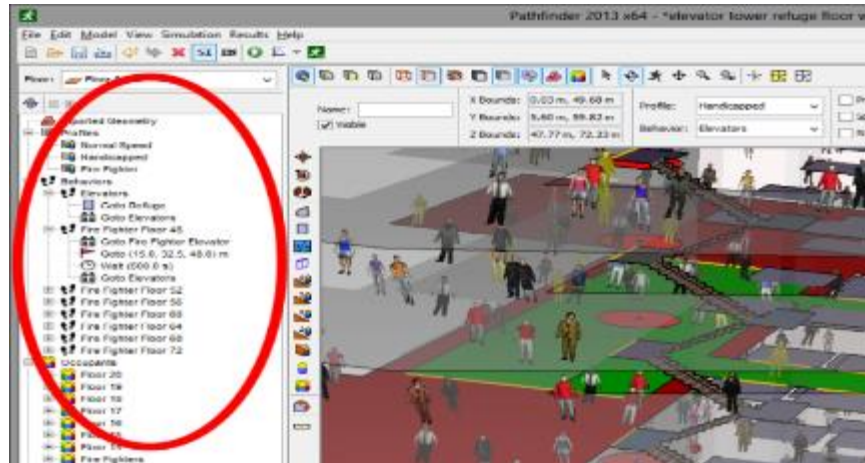 Pathfinder 2013 x64 - *elevator tower refuge floor w
File Edit Model View Simulation Results Help
Floor:
Name:
Visible
X Bounds: 0.03 m, 49.68 m
Y Bounds: 5.60 m, 59.82 m
Z Bounds: 47.77 m, 72.33 m
Profile: Handicapped
Behavior: Elevators
Imported Geometry
Profiles
Normal Speed
Handicapped
Fire Fighter
Behaviors
Elevators
Goto Refuge
Goto Elevators
Fire Fighter Floor 48
Goto Fire Fighter Elevator
Goto (15.0, 32.5, 48.0) m
Wait (600.0 s)
Goto Elevators
Fire Fighter Floor 52
Fire Fighter Floor 56
Fire Fighter Floor 60
Fire Fighter Floor 64
Fire Fighter Floor 68
Fire Fighter Floor 72
Occupants
Floor 20
Floor 19
Floor 18
Floor 17
Floor 16
Fire Fighters